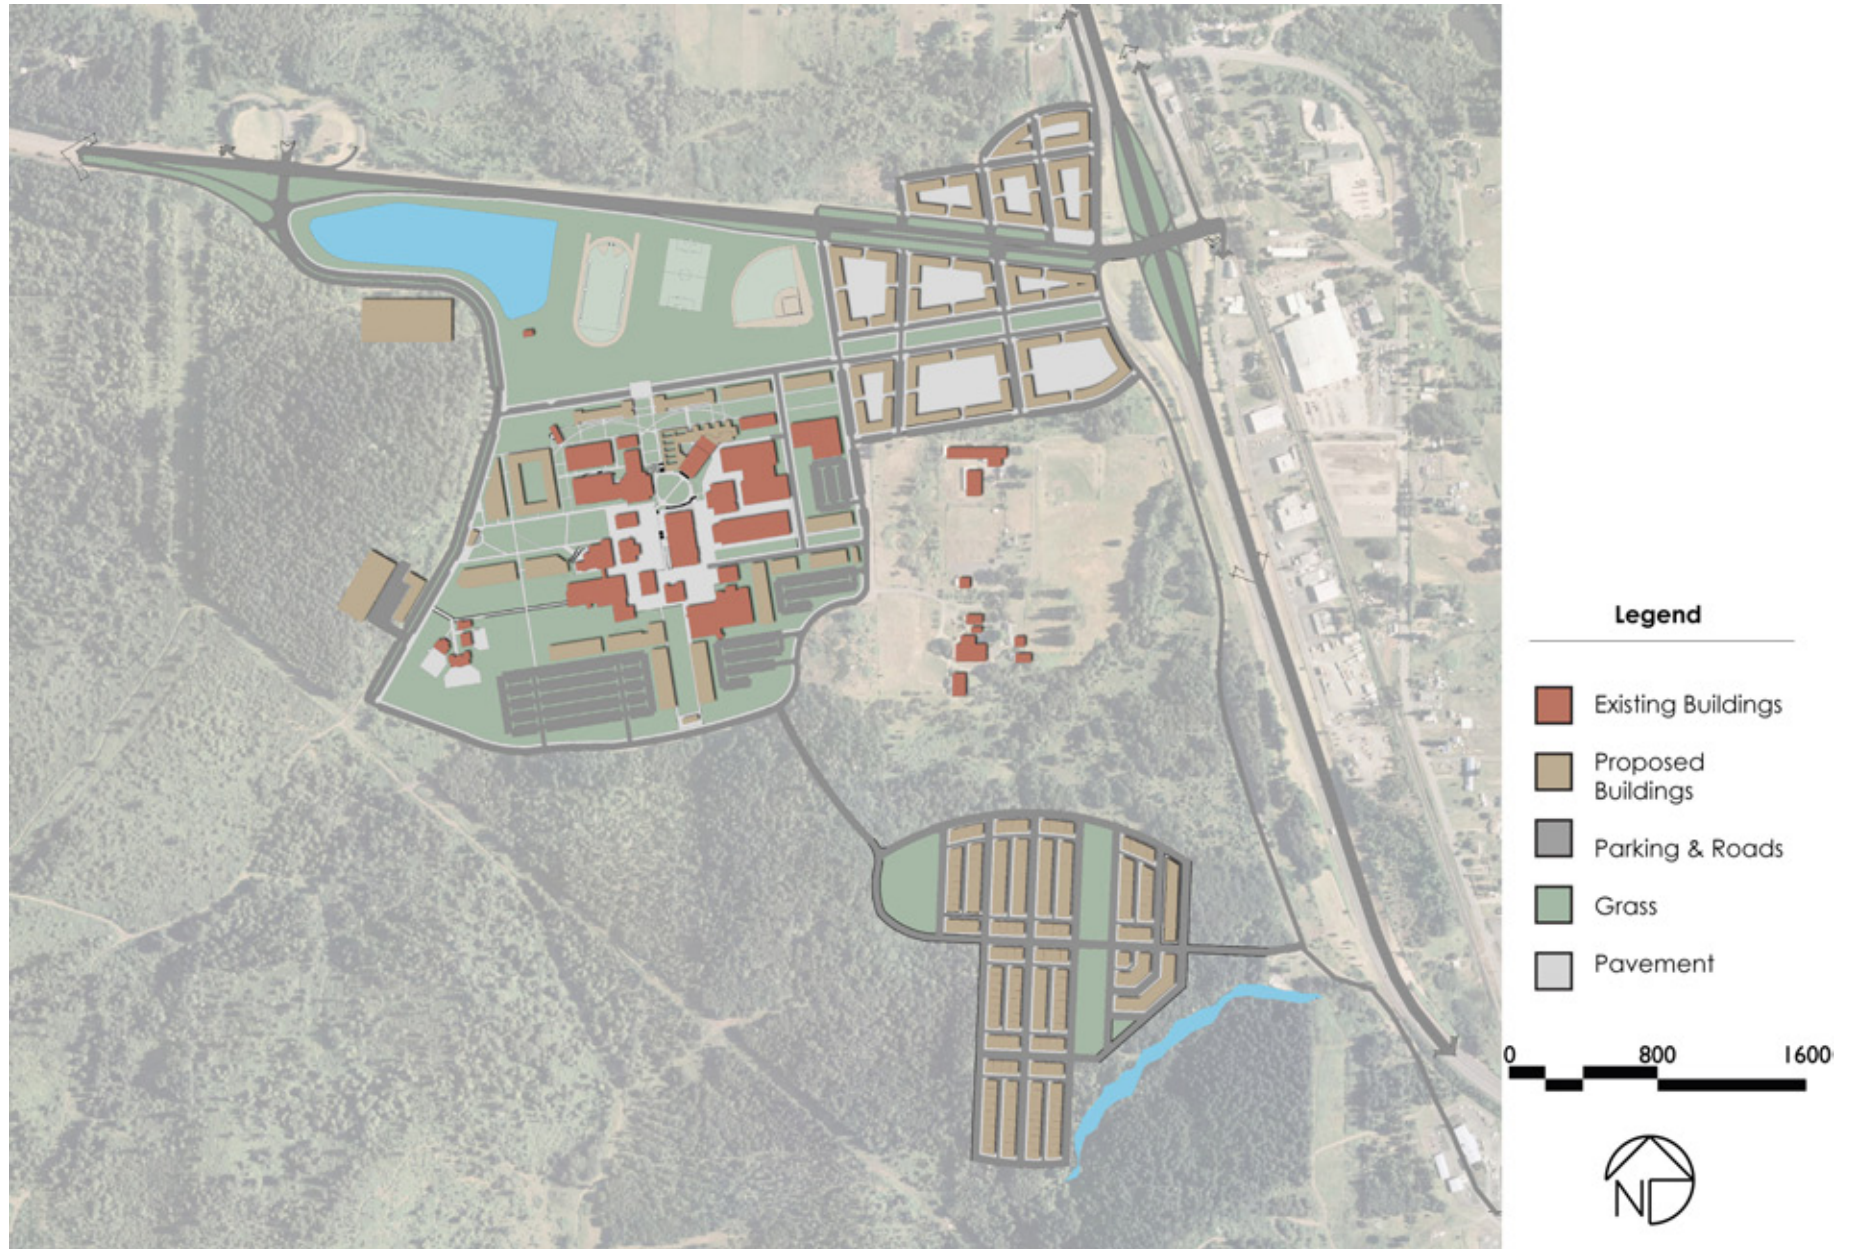 Legend
Existing Buildings
Proposed
Buildings
Parking & Roads
Grass
Pavement
0 800 1600
N